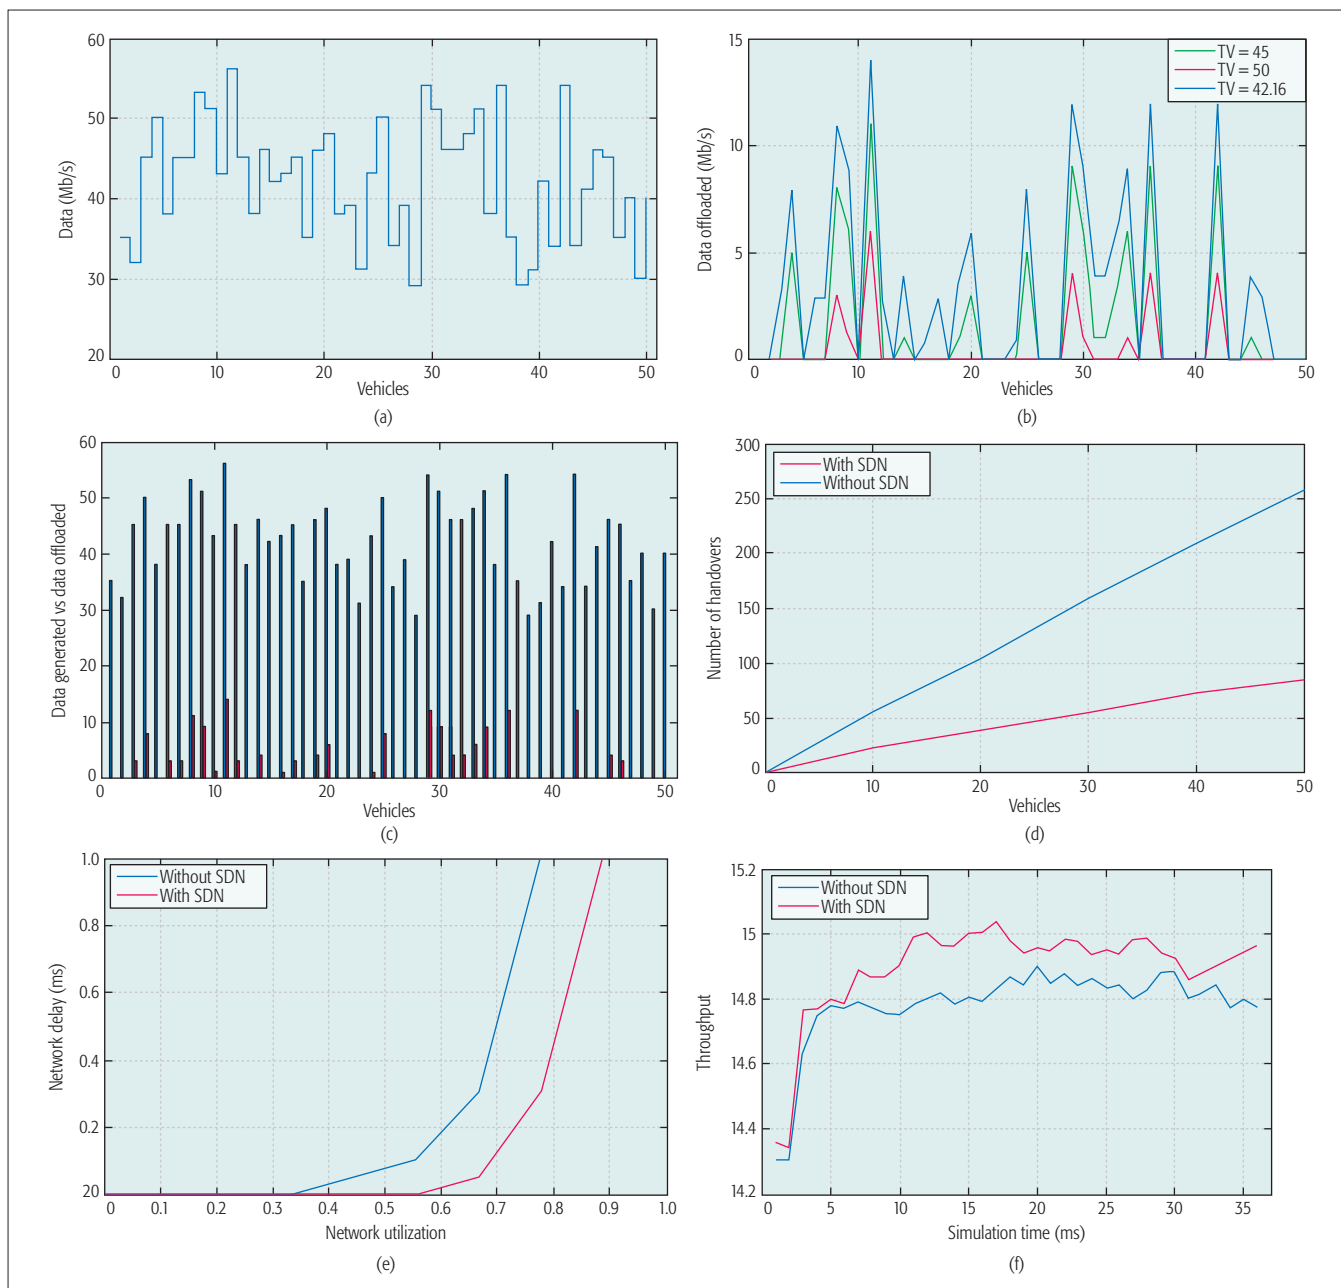 60
50
40
30
20
Data (Mb/s)
0
10
20
30
40
50
Vehicles
(a)
15
10
5
0
Data offloaded (Mb/s)
TV = 45
TV = 50
TV = 42.16
0
10
20
30
40
50
Vehicles
(b)
60
50
40
30
20
10
0
Data generated vs data offloaded
0
10
20
30
40
50
Vehicles
(c)
300
250
200
150
100
50
0
Number of handovers
With SDN
Without SDN
0
10
20
30
40
50
Vehicles
(d)
1.0
0.8
0.6
0.4
0.2
20
Network delay (ms)
Without SDN
With SDN
0
0.1
0.2
0.3
0.4
0.5
0.6
0.7
0.8
0.9
1.0
Network utilization
(e)
15.2
15
14.8
14.6
14.4
14.2
Throughput
Without SDN
With SDN
0
5
10
15
20
25
30
35
Simulation time (ms)
(f)